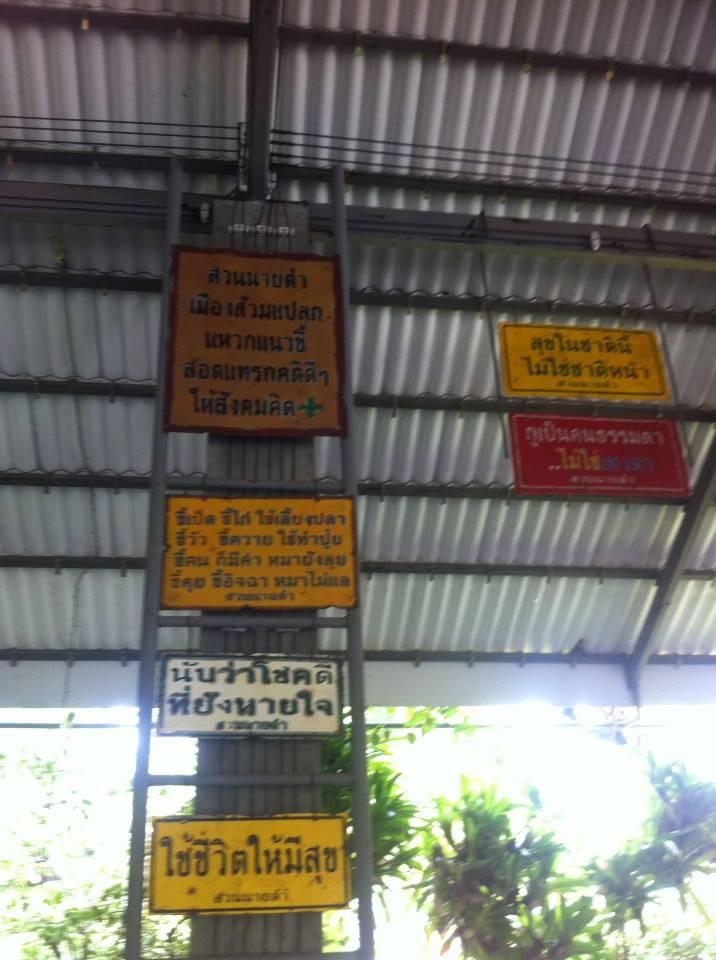 สวนนายดำ
เมืองส้วมแปลก
แหวกแนวขี้
สอดแทรกคติดีๆ
ให้สังคมคิด
สุขในชาตินี้
ไม่ใช่ชาติหน้า
สวนนายดำ
กูเป็นคนธรรมดา
..ไม่ใช่เทวดา
สวนนายดำ
ขี้เป็ด ขี้ไก่ ใช้เลี้ยงปลา
ขี้วัว ขี้ควาย ใช้ทำปุ๋ย
ขี้คน ก็มีค่า หมายังลุย
ขี้คุย ขี้อิจฉา หมาไม่แล
สวนนายดำ
นับว่าโชคดี
ที่ยังหายใจ
สวนนายดำ
ใช้ชีวิตให้มีสุข
สวนนายดำ